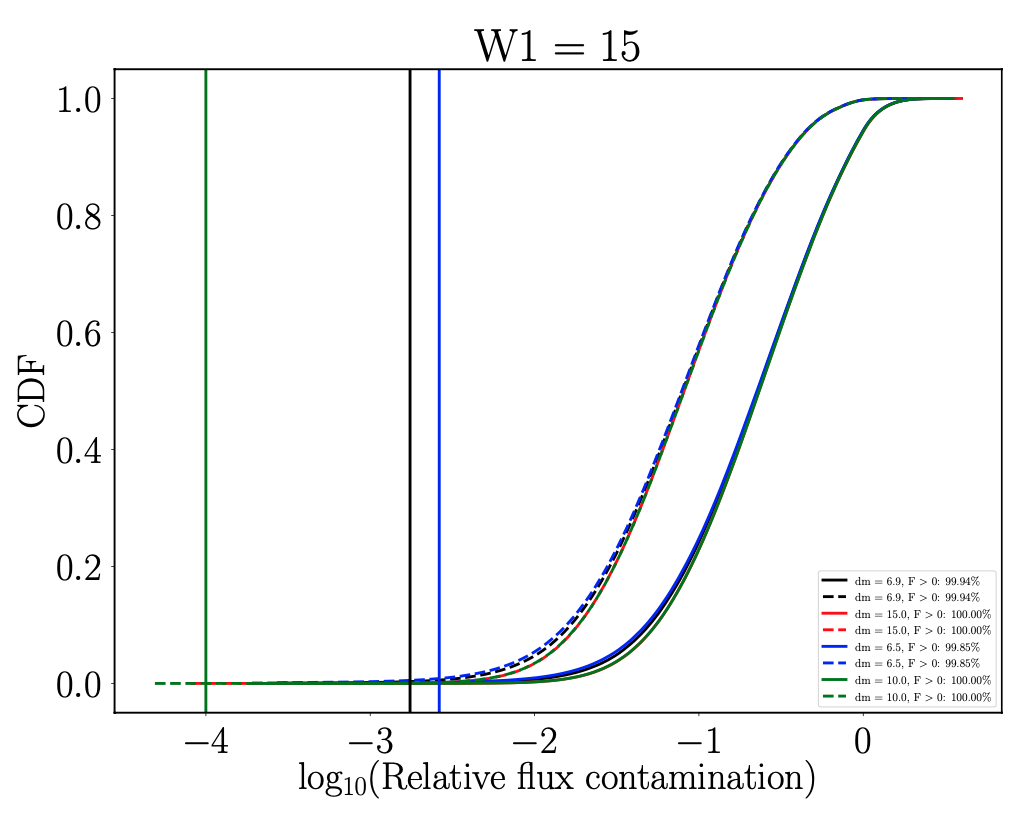 W1 = 15
1.0
0.8
0.6
0.4
0.2
0.0
CDF
−4
−3
−2
−1
0
log₁₀(Relative flux contamination)
dm = 6.9, F > 0: 99.94%
dm = 6.9, F > 0: 99.94%
dm = 15.0, F > 0: 100.00%
dm = 15.0, F > 0: 100.00%
dm = 6.5, F > 0: 99.85%
dm = 6.5, F > 0: 99.85%
dm = 10.0, F > 0: 100.00%
dm = 10.0, F > 0: 100.00%